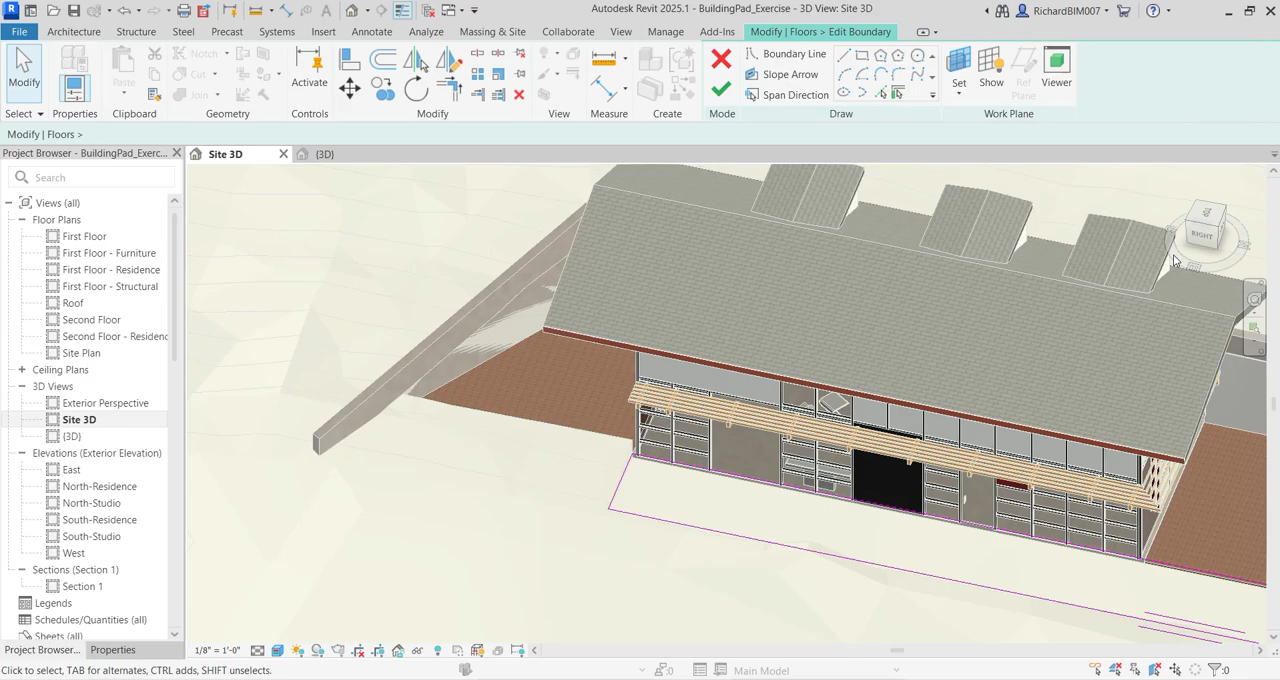 Autodesk Revit 2025.1 - BuildingPad_Exercise - 3D View: Site 3D
RichardBIM007
File Architecture Structure Steel Precast Systems Insert Annotate Analyze Massing & Site Collaborate View Manage Add-Ins Modify | Floors > Edit Boundary
Modify
Paste
Notch
Cut
Join
Activate
Boundary Line
Slope Arrow
Span Direction
Set
Show
Ref
Plane
Viewer
Select Properties Clipboard Geometry Controls Modify View Measure Create Mode Draw Work Plane
Modify | Floors >
Project Browser - BuildingPad_Exerc...
Site 3D
{3D}
Search
Views (all)
Floor Plans
First Floor
First Floor - Furniture
First Floor - Residence
First Floor - Structural
Roof
Second Floor
Second Floor - Residenc
Site Plan
Ceiling Plans
3D Views
Exterior Perspective
Site 3D
{3D}
Elevations (Exterior Elevation)
East
North-Residence
North-Studio
South-Residence
South-Studio
West
Sections (Section 1)
Section 1
Legends
Schedules/Quantities (all)
Sheets (all)
Project Browser... Properties
RIGHT
1/8" = 1'-0"
Click to select, TAB for alternates, CTRL adds, SHIFT unselects.
:0
Main Model
:0